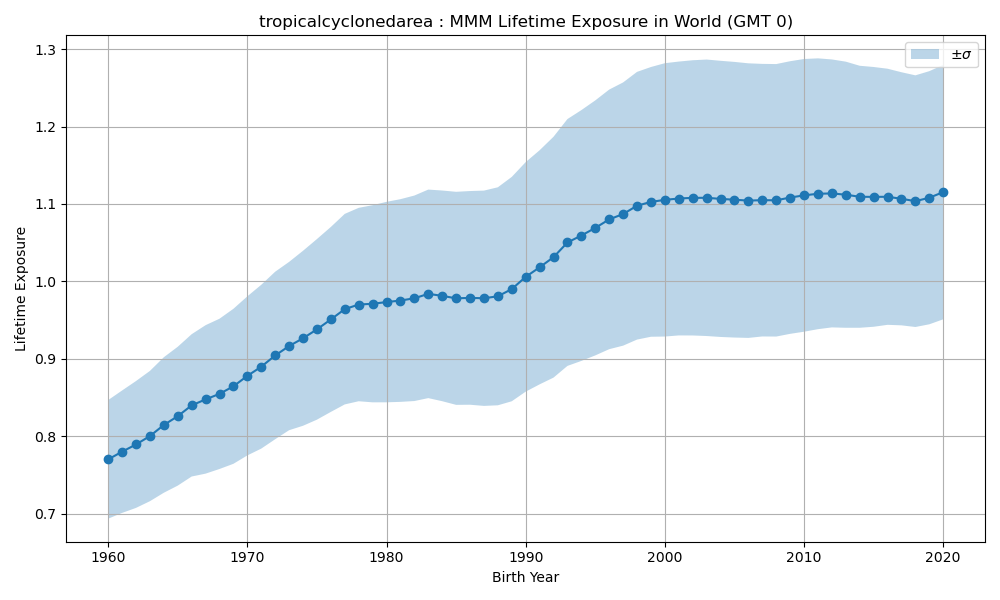 tropicalcyclonedarea : MMM Lifetime Exposure in World (GMT 0)
±σ
Lifetime Exposure
1.3
1.2
1.1
1.0
0.9
0.8
0.7
1960 1970 1980 1990 2000 2010 2020
Birth Year